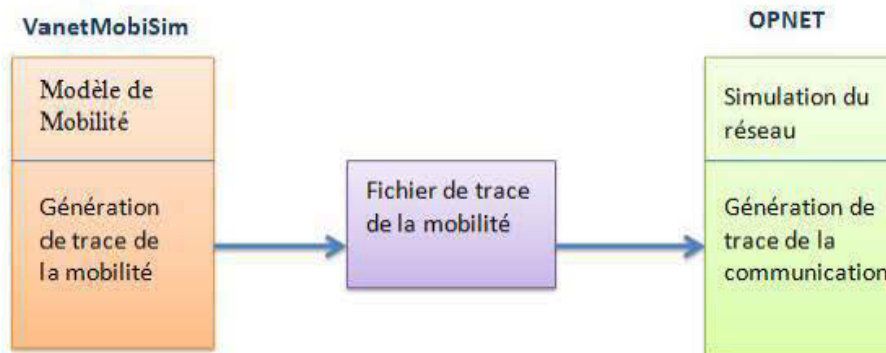 VanetMobiSim
OPNET
Modèle de
Mobilité
Génération
de trace de
la mobilité
Fichier de trace
de la mobilité
Simulation du
réseau
Génération de
trace de la
communication